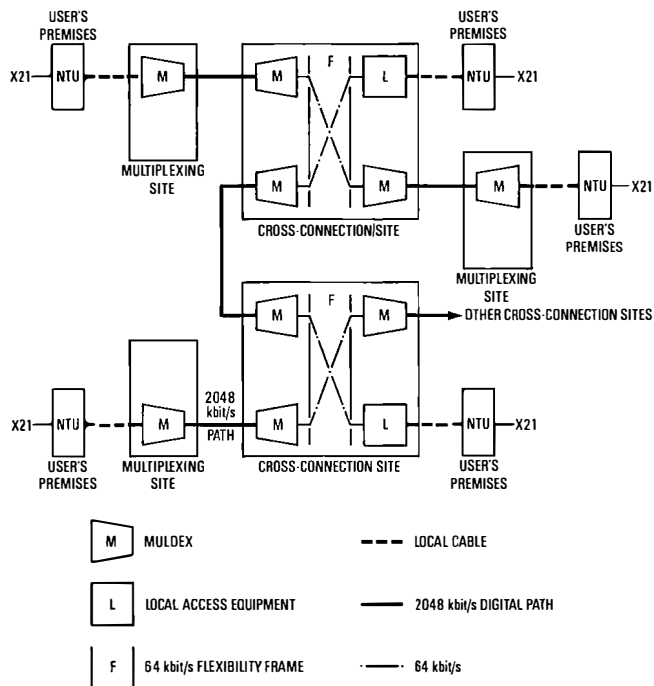 USER'S
PREMISES
X21
NTU
M
MULTIPLEXING
SITE
M
F
L
M
M
CROSS-CONNECTION SITE
USER'S
PREMISES
NTU
X21
M
MULTIPLEXING
SITE
NTU
X21
USER'S
PREMISES
M
F
M
OTHER CROSS-CONNECTION SITES
M
L
CROSS-CONNECTION SITE
X21
NTU
USER'S
PREMISES
M
MULTIPLEXING
SITE
2048
kbit/s
PATH
NTU
X21
USER'S
PREMISES
M MULDEX
LOCAL CABLE
L LOCAL ACCESS EQUIPMENT
2048 kbit/s DIGITAL PATH
F 64 kbit/s FLEXIBILITY FRAME
64 kbit/s